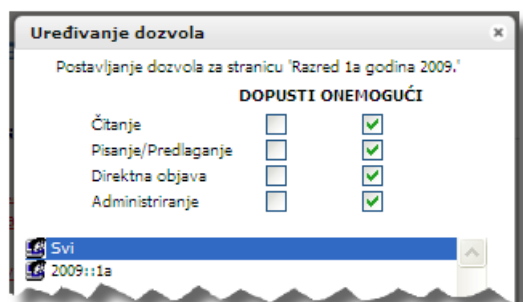 Uređivanje dozvola
Postavljanje dozvola za stranicu 'Razred 1a godina 2009.'
DOPUSTI ONEMOGUĆI
Čitanje
Pisanje/Predlaganje
Direktna objava
Administriranje
Svi
2009::1a